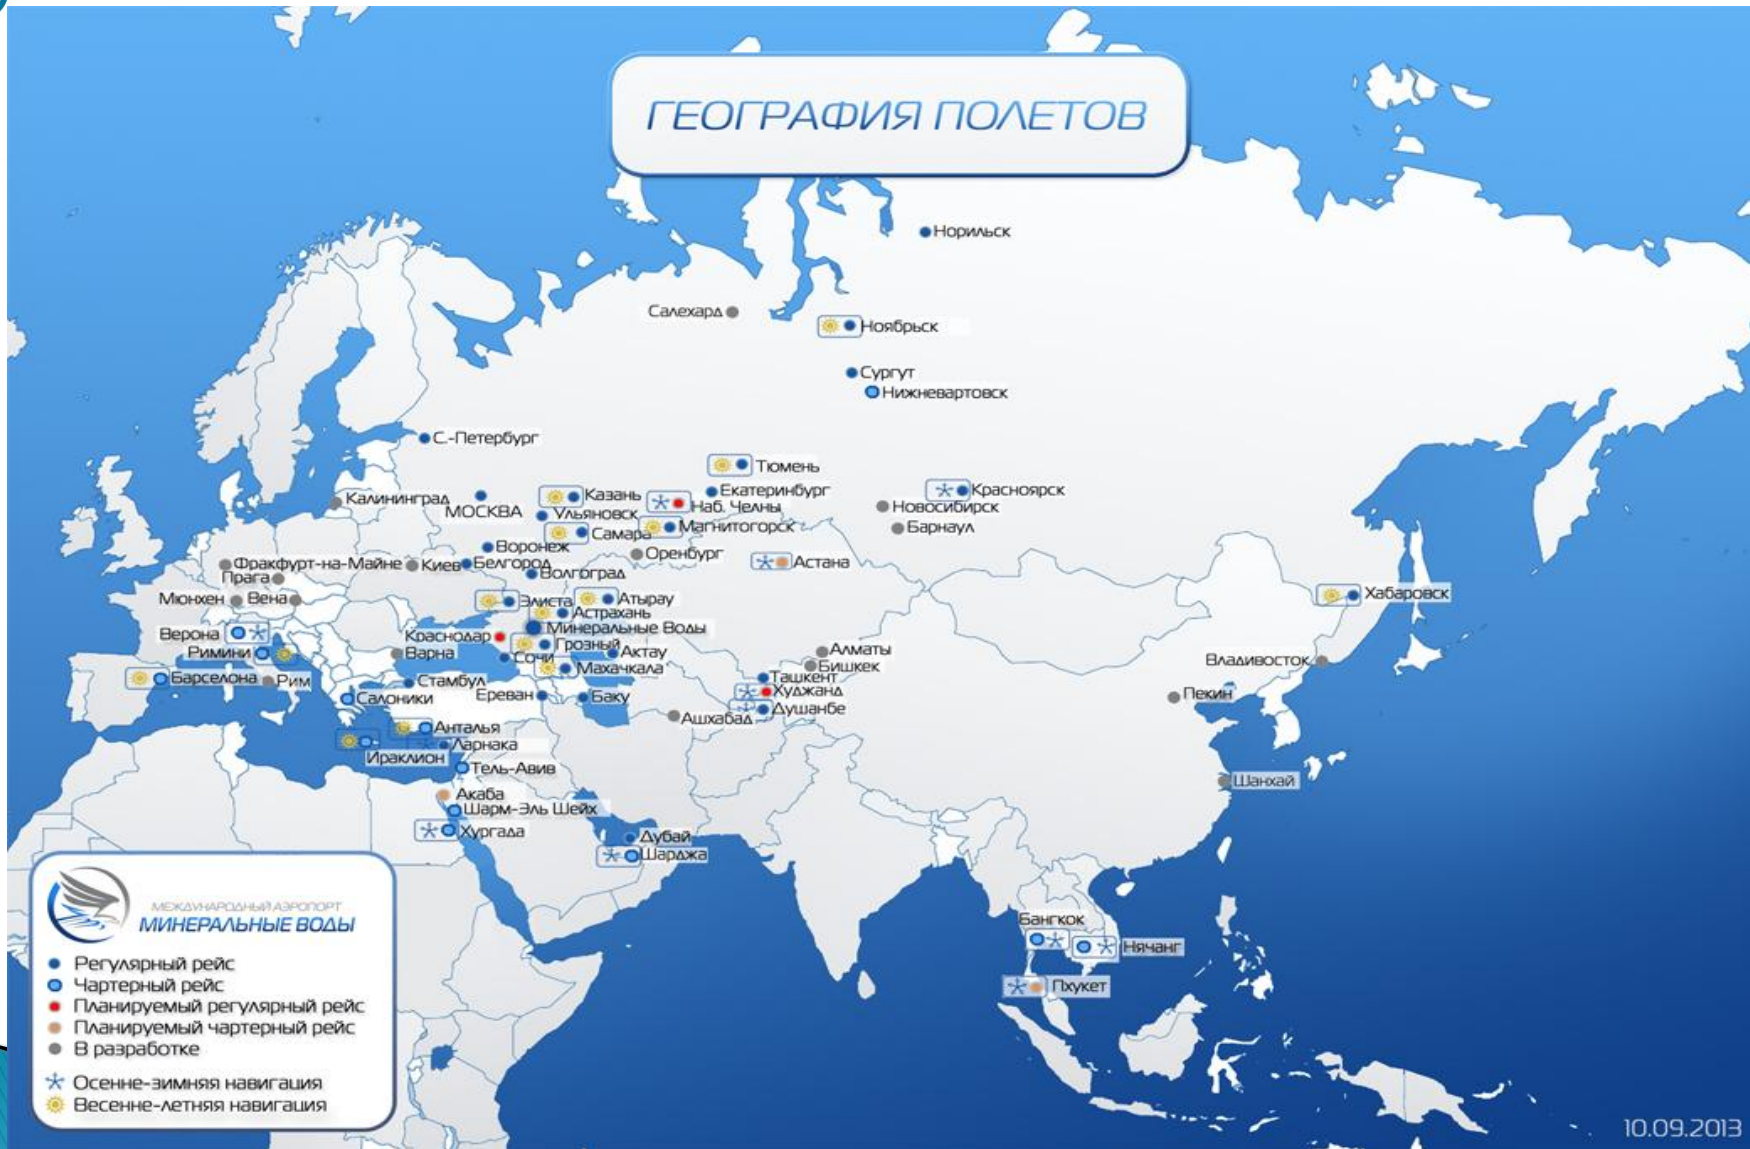 ГЕОГРАФИЯ ПОЛЕТОВ
Норильск
Салехард
Ноябрьск
Сургут
Нижневартовск
С.-Петербург
Тюмень
Калининград
МОСКВА
Казань
Екатеринбург
Красноярск
Наб. Челны
Новосибирск
Ульяновск
Магнитогорск
Барнаул
Самара
Воронеж
Оренбург
Фракфурт-на-Майне
Киев
Белгород
Астана
Прага
Волгоград
Мюнхен
Вена
Элиста
Атырау
Хабаровск
Астрахань
Минеральные Воды
Верона
Краснодар
Грозный
Римини
Варна
Сочи
Актау
Алматы
Махачкала
Бишкек
Владивосток
Барселона
Рим
Стамбул
Ташкент
Салоники
Ереван
Баку
Худжанд
Пекин
Душанбе
Ашхабад
Анталья
Ларнака
Ираклион
Тель-Авив
Шанхай
Акаба
Шарм-Эль Шейх
Хургада
Дубай
Шарджа
Бангкок
Нячанг
Пхукет
МЕЖДУНАРОДНЫЙ АЭРОПОРТ
МИНЕРАЛЬНЫЕ ВОДЫ
Регулярный рейс
Чартерный рейс
Планируемый регулярный рейс
Планируемый чартерный рейс
В разработке
Осенне-зимняя навигация
Весенне-летняя навигация
10.09.2013